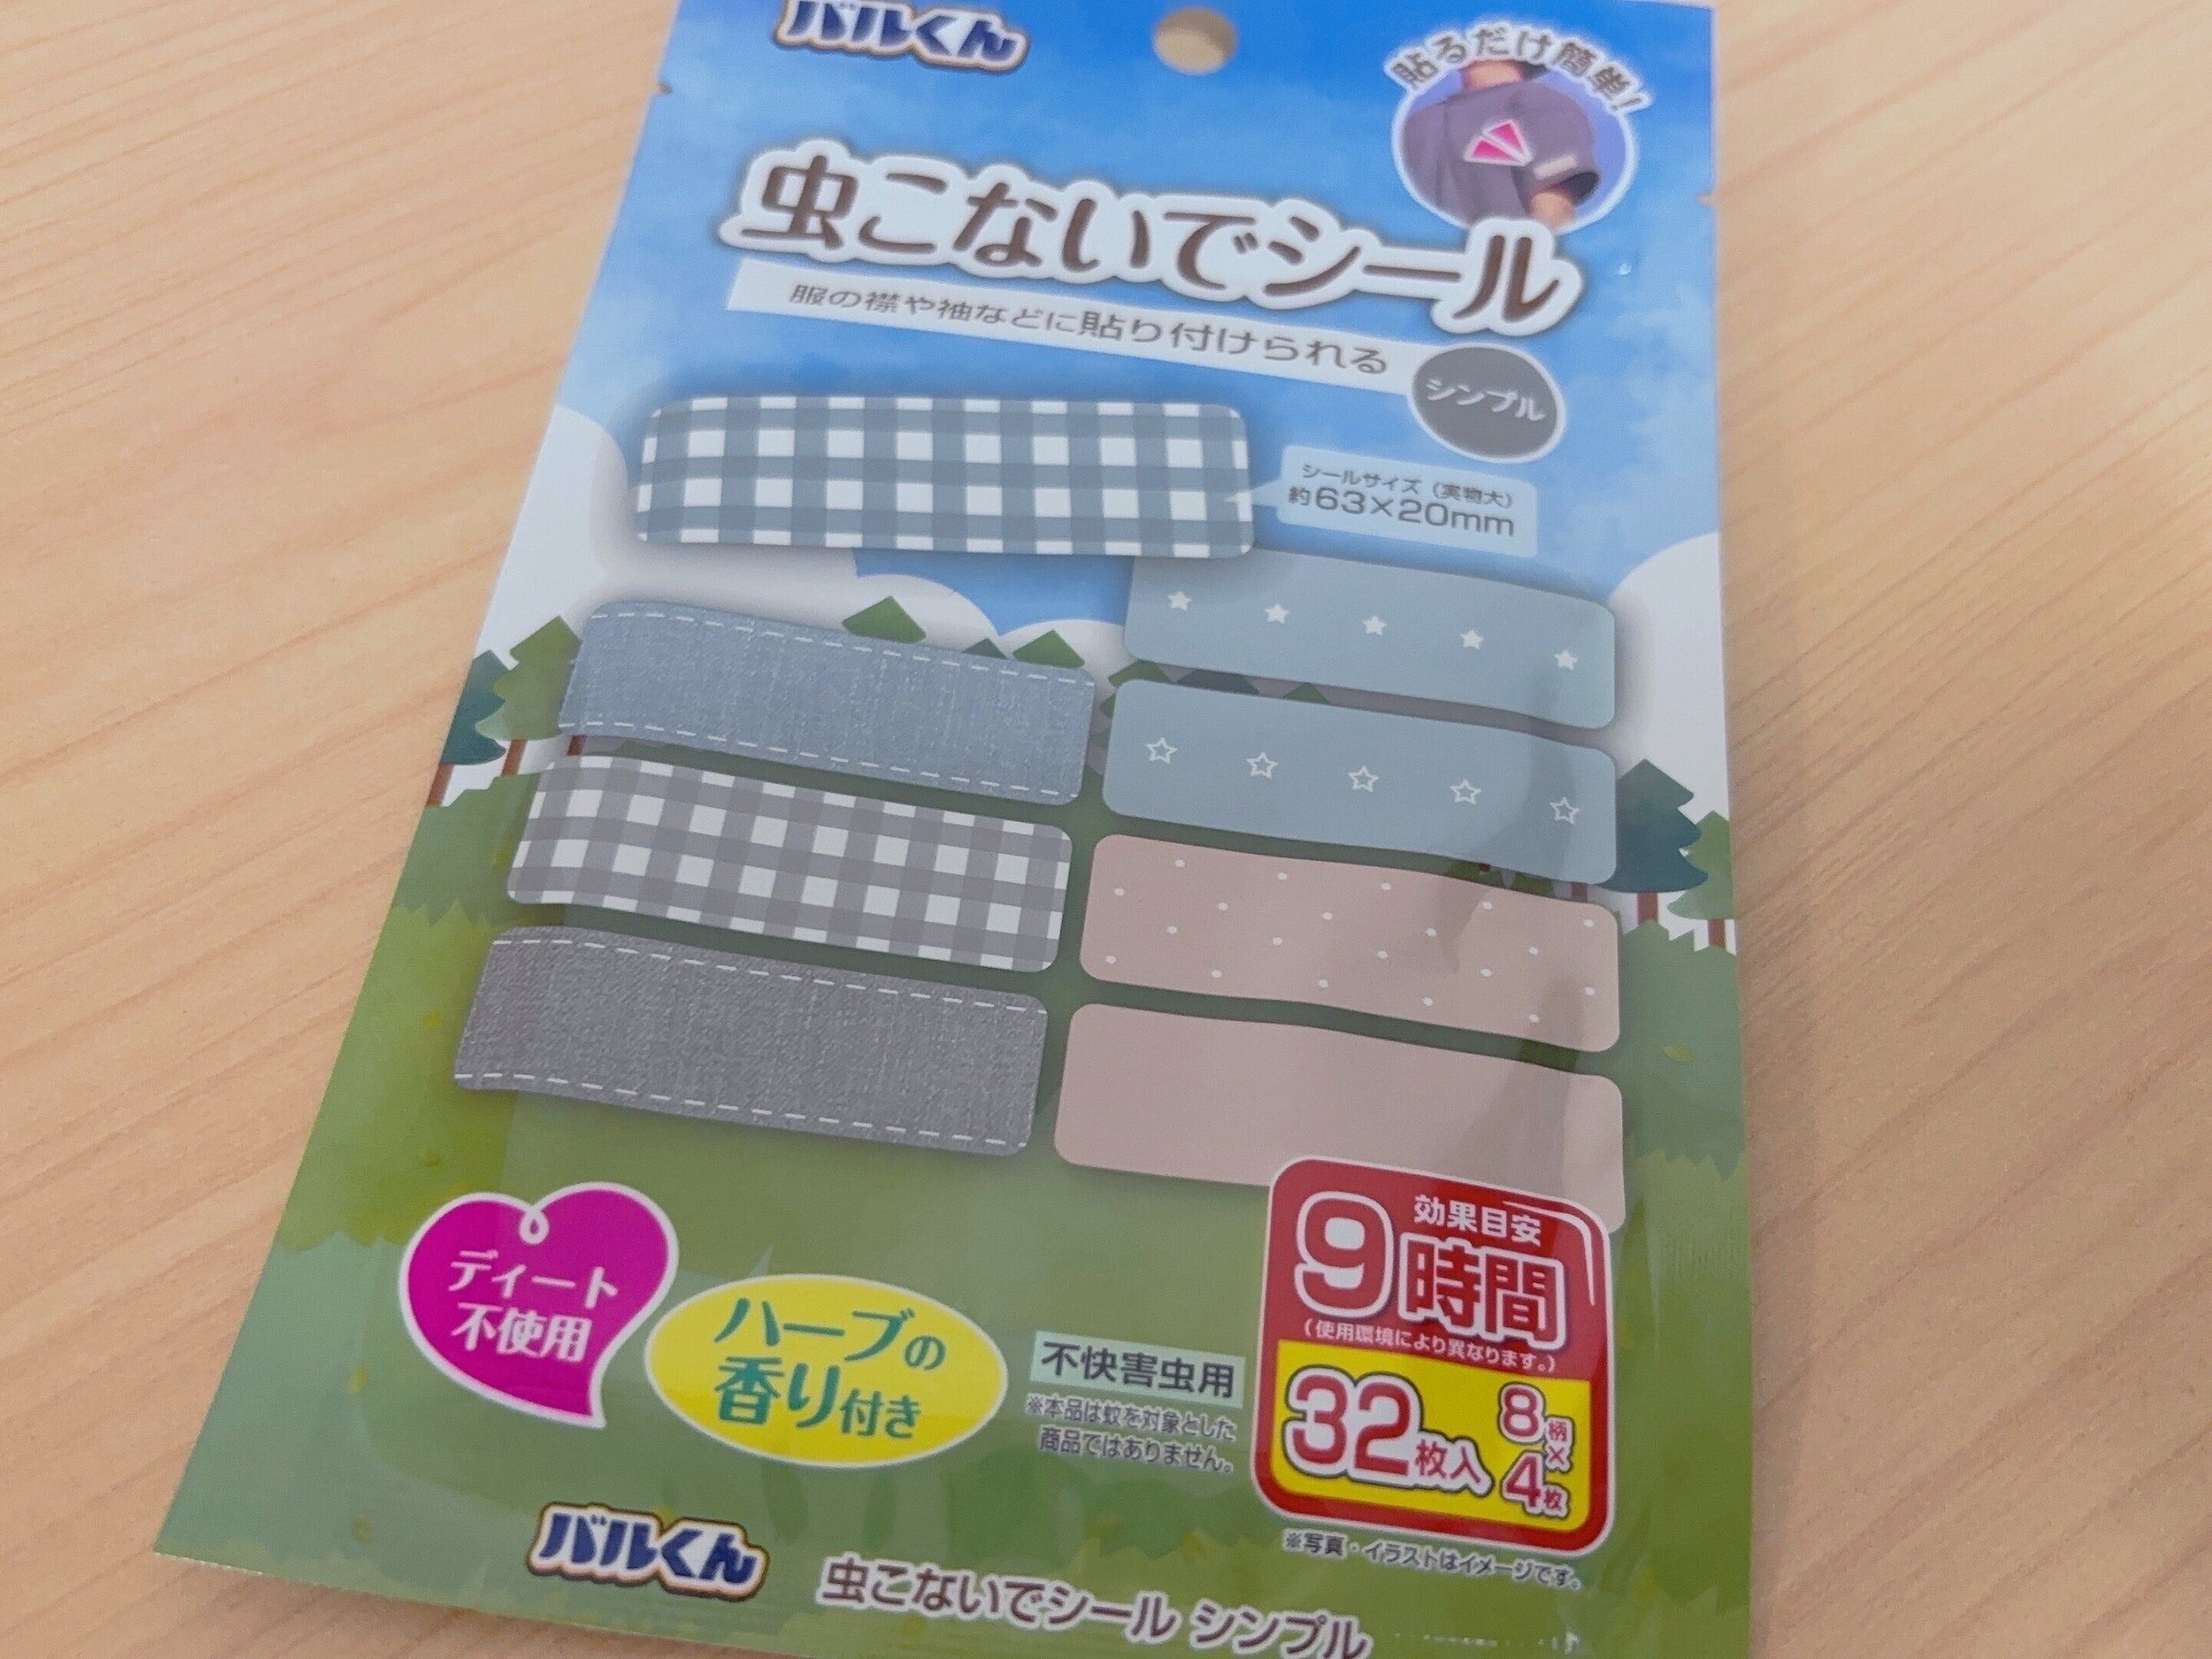 バルくん
貼るだけ簡単!
虫こないでシール
服の襟や袖などに貼り付けられる
シンプル
シールサイズ（実物大）
約63×20mm
ディート
不使用
ハーブの
香り付き
不快害虫用
※本品は蚊を対象とした
商品ではありません。
効果目安
9時間
（使用環境により異なります。）
32枚入 8柄×4枚
※写真・イラストはイメージです。
バルくん 虫こないでシール シンプル